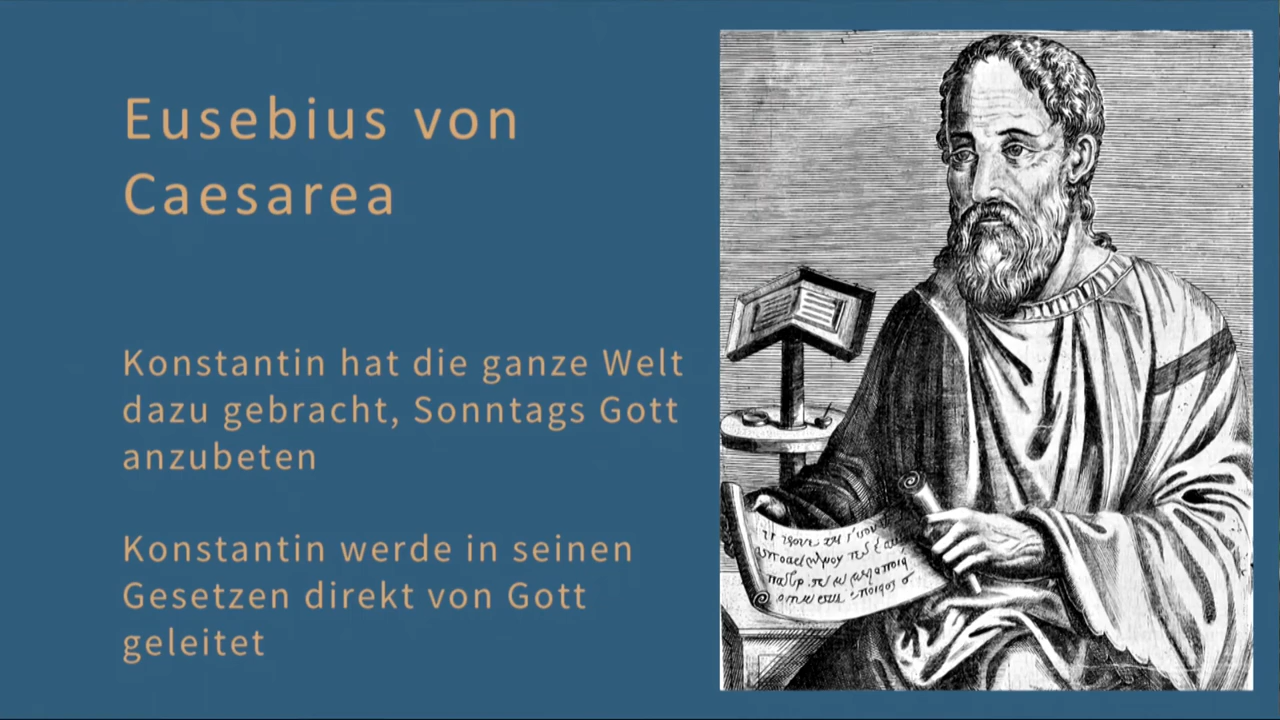 Eusebius von
Caesarea
Konstantin hat die ganze Welt
dazu gebracht, Sonntags Gott
anzubeten
Konstantin werde in seinen
Gesetzen direkt von Gott
geleitet